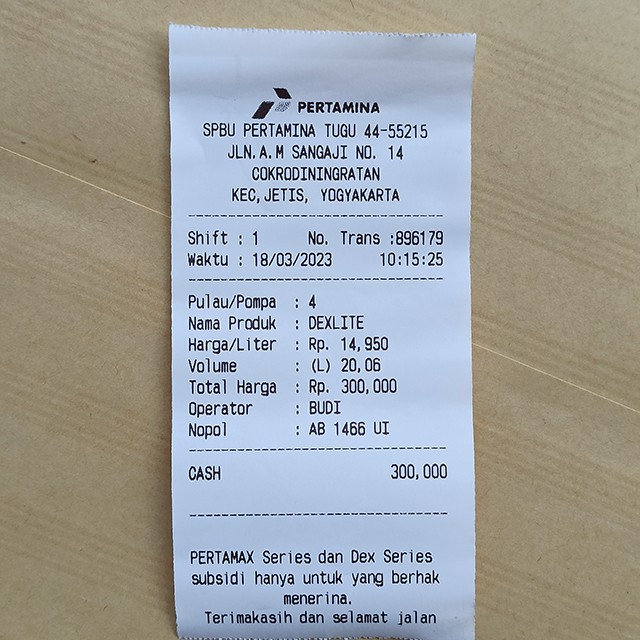 PERTAMINA
SPBU PERTAMINA TUGU 44-55215
JLN.A.M SANGAJI NO. 14
COKRODININGRATAN
KEC,JETIS, YOGYAKARTA
--------------------------------
Shift : 1 No. Trans :896179
Waktu : 18/03/2023 10:15:25
--------------------------------
Pulau/Pompa : 4
Nama Produk : DEXLITE
Harga/Liter : Rp. 14,950
Volume : (L) 20,06
Total Harga : Rp. 300,000
Operator : BUDI
Nopol : AB 1466 UI
--------------------------------
CASH 300,000
--------------------------------
PERTAMAX Series dan Dex Series
subsidi hanya untuk yang berhak
menerina.
Terimakasih dan selamat jalan